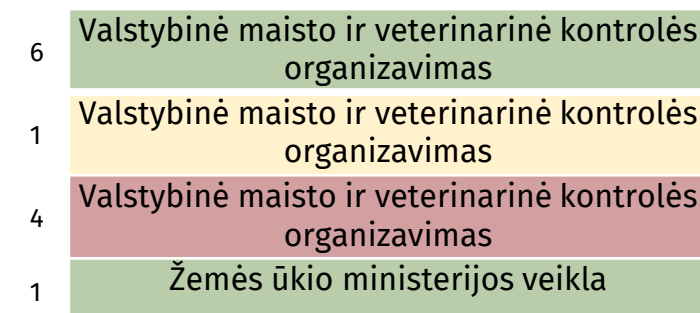 6 Valstybinė maisto ir veterinarinė kontrolės
organizavimas
1 Valstybinė maisto ir veterinarinė kontrolės
organizavimas
4 Valstybinė maisto ir veterinarinė kontrolės
organizavimas
1 Žemės ūkio ministerijos veikla